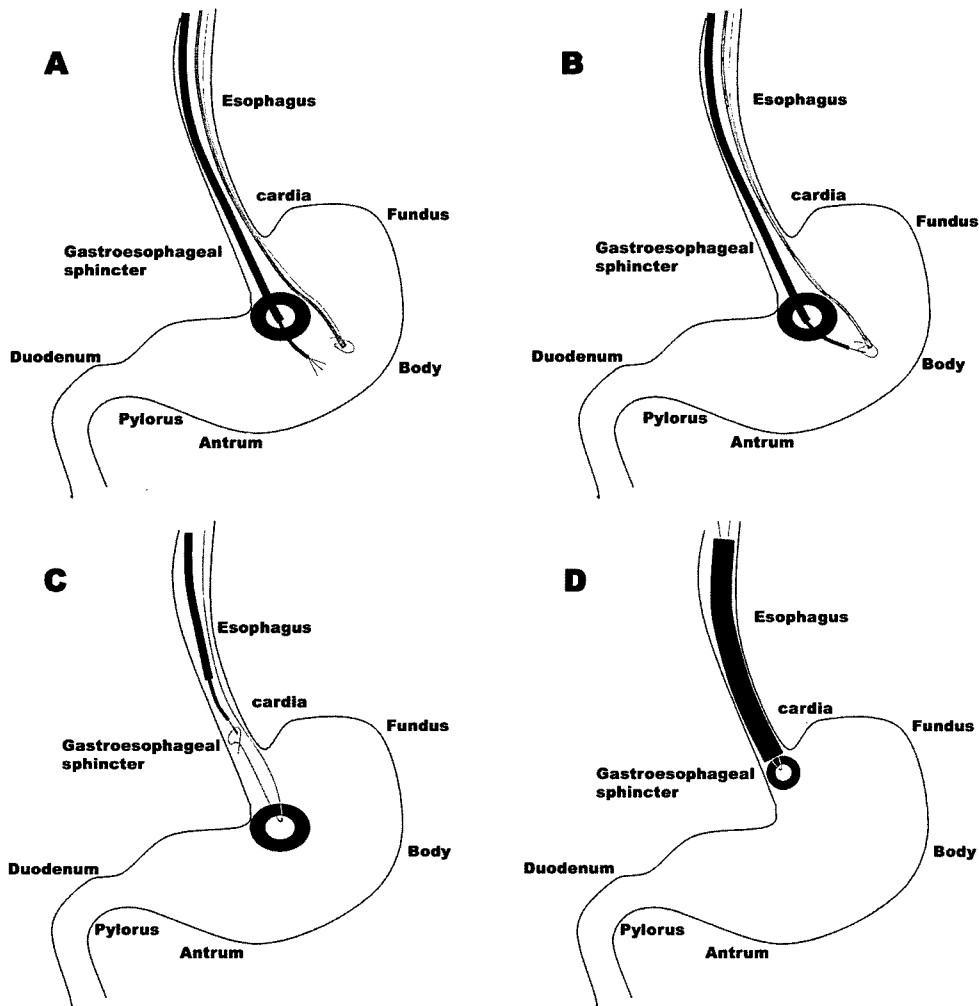 A
Esophagus
cardia
Fundus
Gastroesophageal
sphincter
Duodenum
Body
Pylorus
Antrum
B
Esophagus
cardia
Fundus
Gastroesophageal
sphincter
Duodenum
Body
Pylorus
Antrum
C
Esophagus
cardia
Fundus
Gastroesophageal
sphincter
Body
Duodenum
Pylorus
Antrum
D
Esophagus
cardia
Fundus
Gastroesophageal
sphincter
Body
Duodenum
Pylorus
Antrum